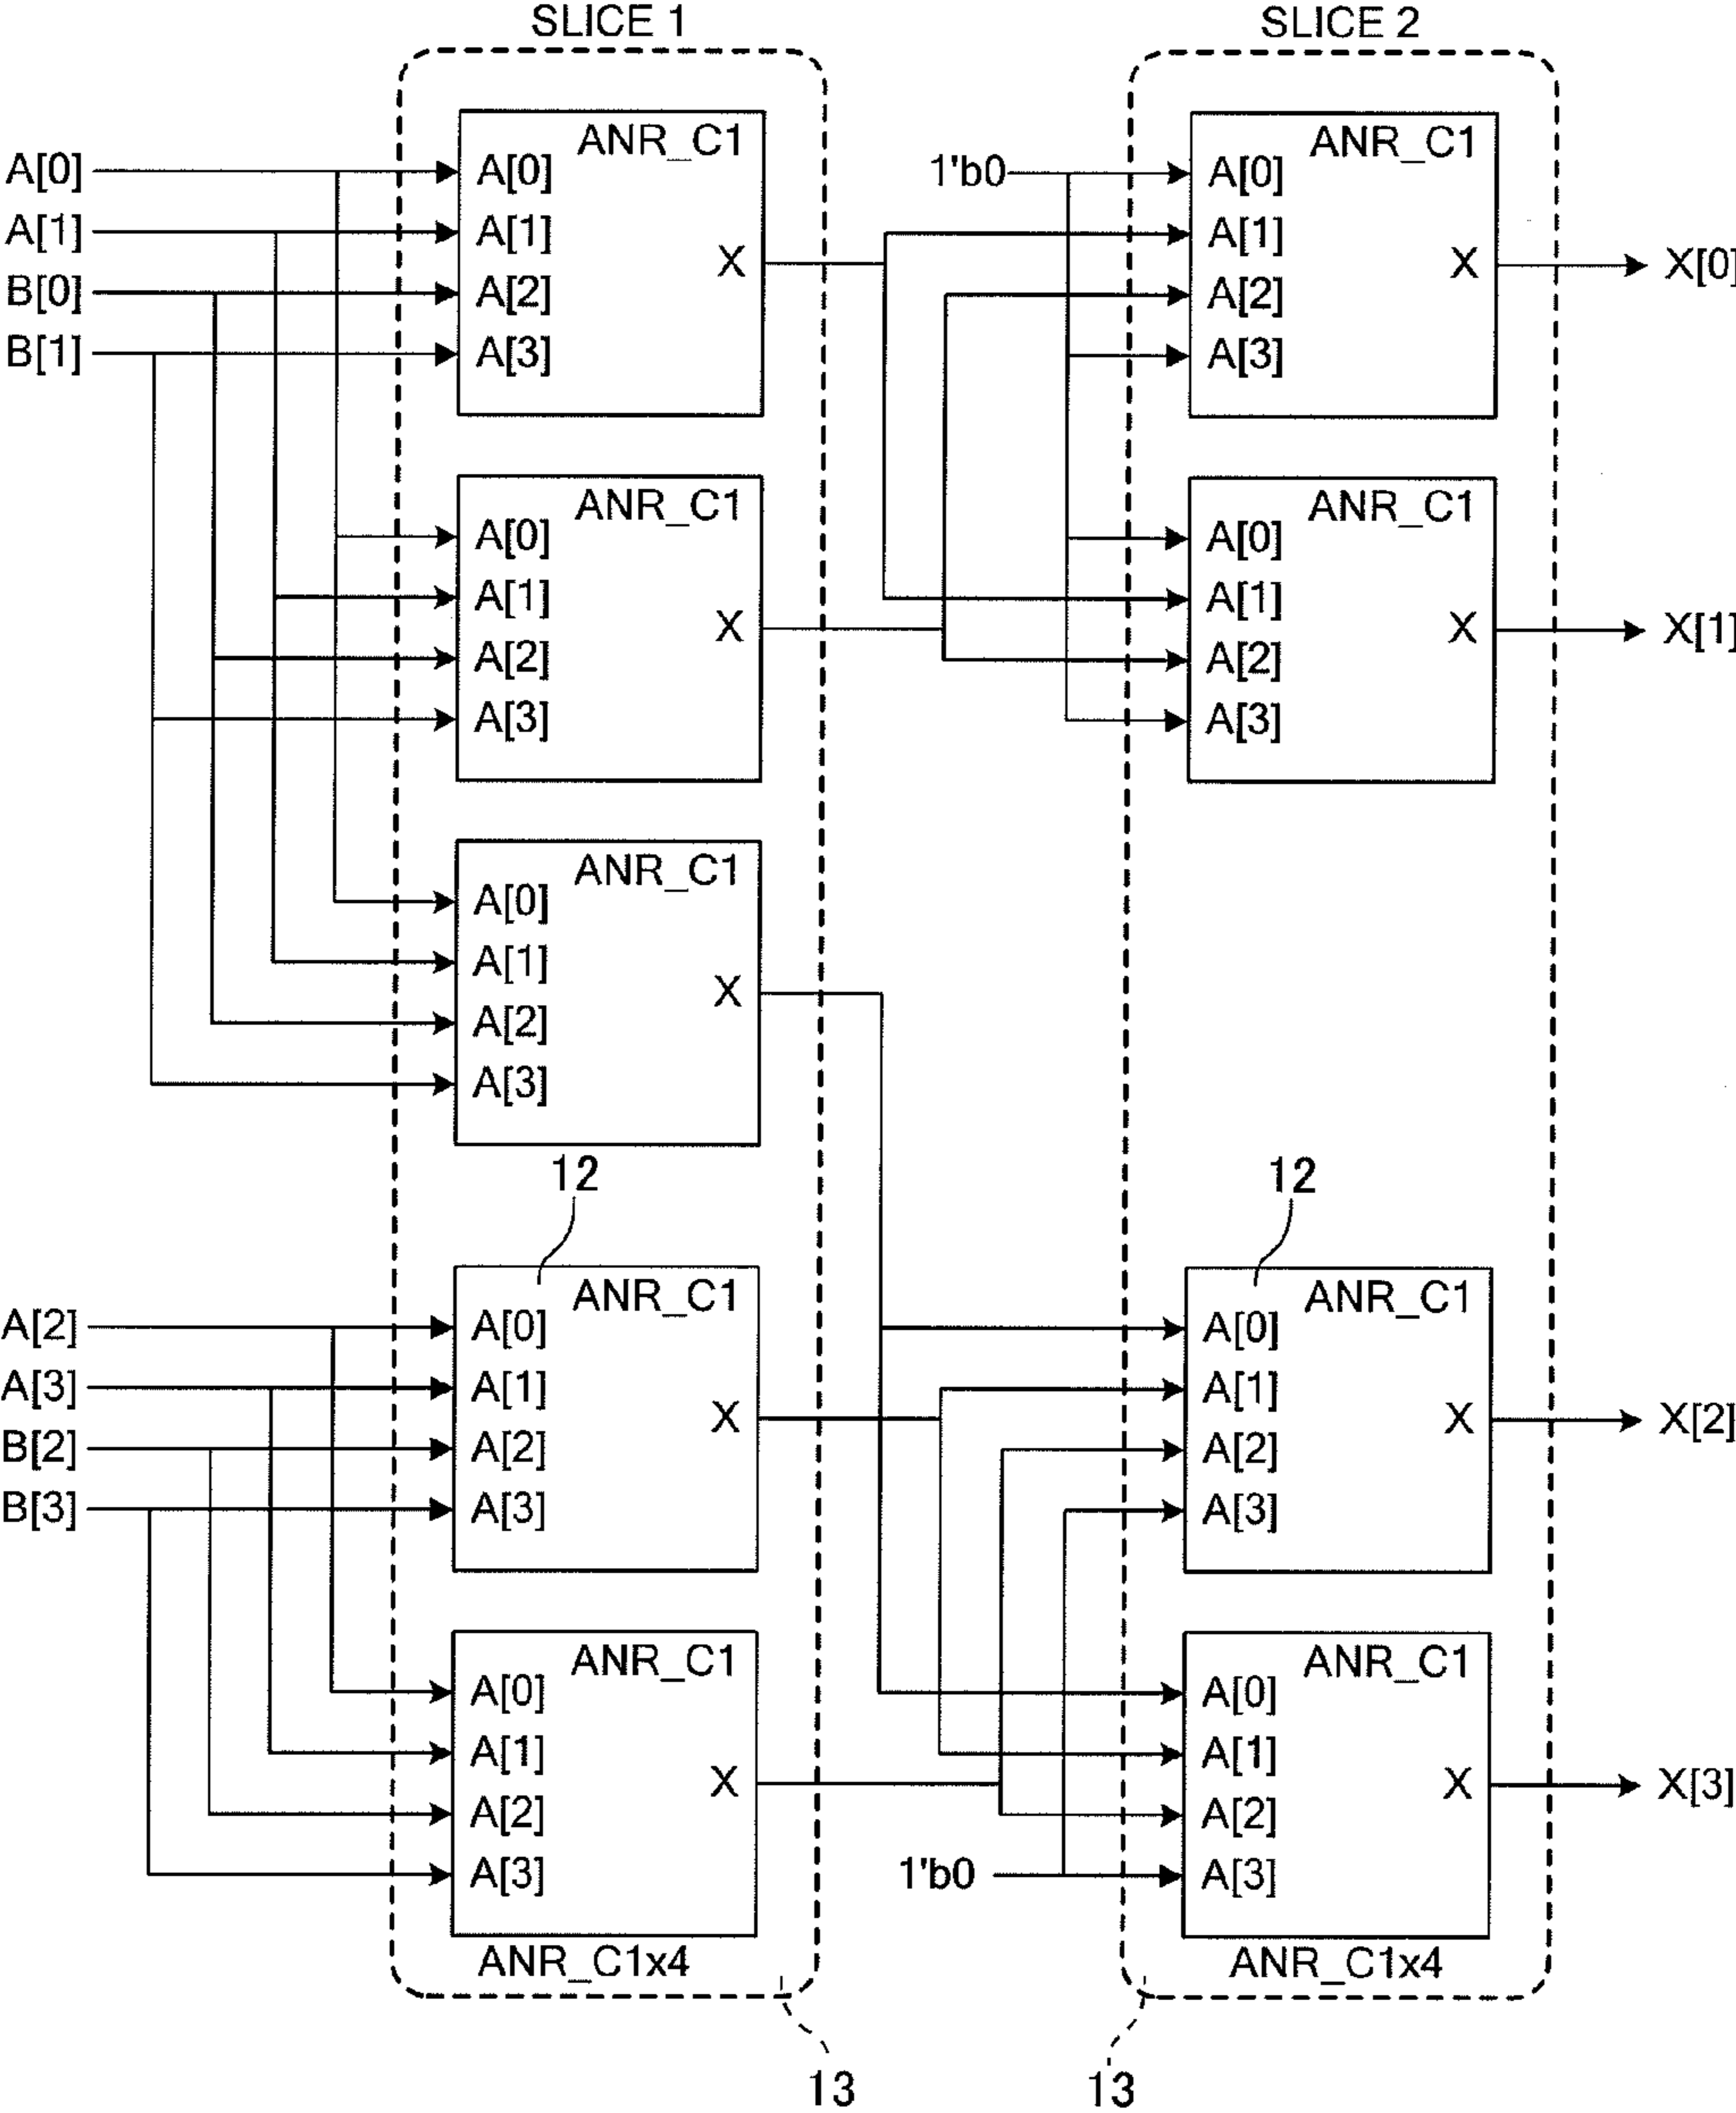 SLICE 1
SLICE 2
A[0]
A[1]
B[0]
B[1]
ANR_C1
A[0]
A[1]
A[2]
A[3]
X
1'b0
ANR_C1
A[0]
A[1]
A[2]
A[3]
X
X[0]
ANR_C1
A[0]
A[1]
A[2]
A[3]
X
ANR_C1
A[0]
A[1]
A[2]
A[3]
X
X[1]
ANR_C1
A[0]
A[1]
A[2]
A[3]
X
12
12
A[2]
A[3]
B[2]
B[3]
ANR_C1
A[0]
A[1]
A[2]
A[3]
X
ANR_C1
A[0]
A[1]
A[2]
A[3]
X
X[2]
ANR_C1
A[0]
A[1]
A[2]
A[3]
X
1'b0
ANR_C1
A[0]
A[1]
A[2]
A[3]
X
X[3]
ANR_C1x4
ANR_C1x4
13
13